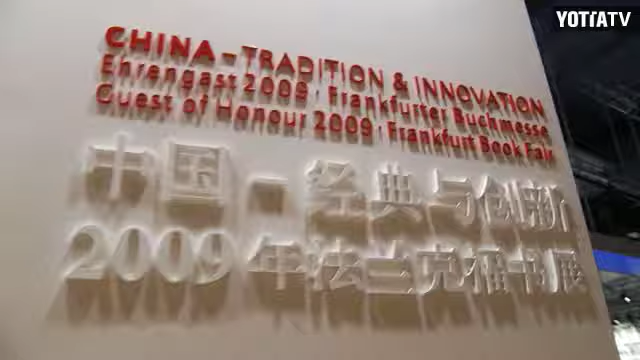 YOTIATV
CHINA – TRADITION & INNOVATION
Ehrengast 2009 · Frankfurter Buchmesse
Guest of Honour 2009 · Frankfurt Book Fair
中国－经典与创新
2009年法兰克福书展